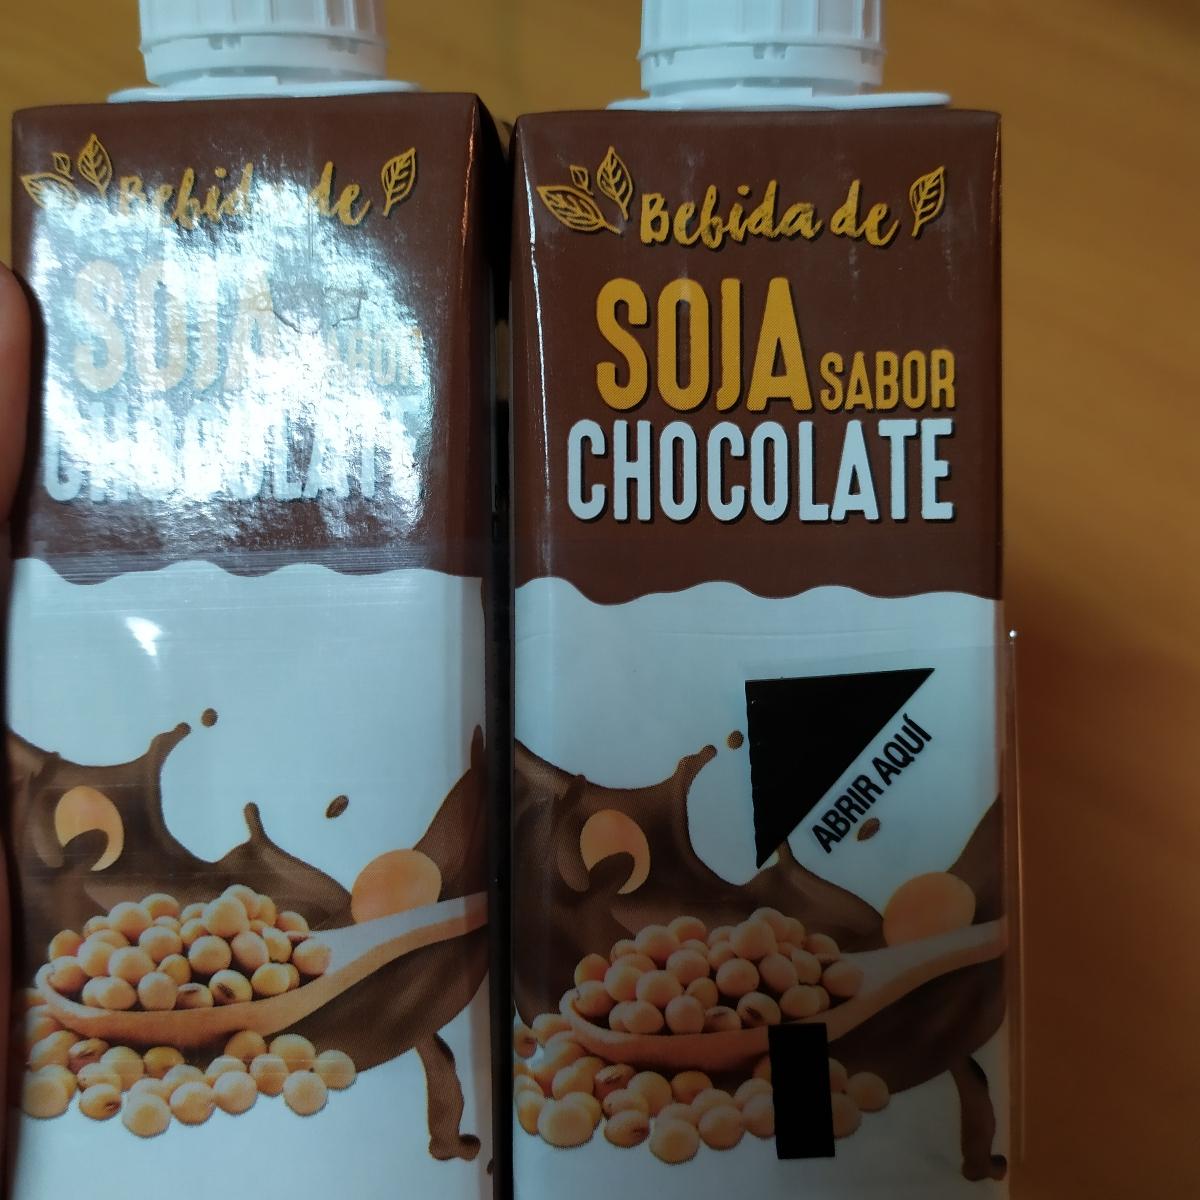 Bebida de
SOJA SABOR
CHOCOLATE
Bebida de
SOJA SABOR
CHOCOLATE
ABRIR AQUÍ